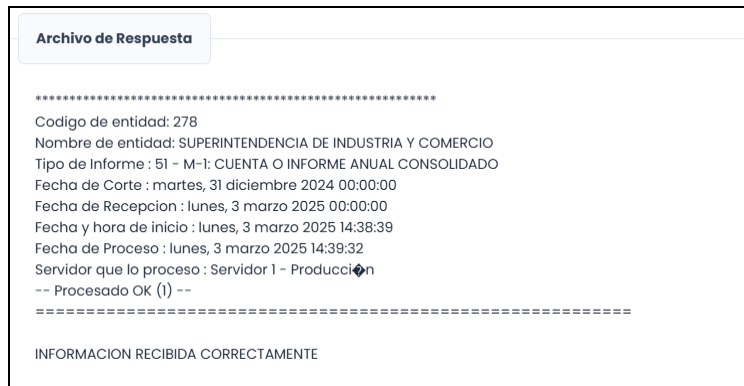 Archivo de Respuesta
***********************************************************
Codigo de entidad: 278
Nombre de entidad: SUPERINTENDENCIA DE INDUSTRIA Y COMERCIO
Tipo de Informe : 51 - M-1: CUENTA O INFORME ANUAL CONSOLIDADO
Fecha de Corte : martes, 31 diciembre 2024 00:00:00
Fecha de Recepcion : lunes, 3 marzo 2025 00:00:00
Fecha y hora de inicio : lunes, 3 marzo 2025 14:38:39
Fecha de Proceso : lunes, 3 marzo 2025 14:39:32
Servidor que lo proceso : Servidor 1 - Producci�n
-- Procesado OK (1) --
===========================================================
INFORMACION RECIBIDA CORRECTAMENTE